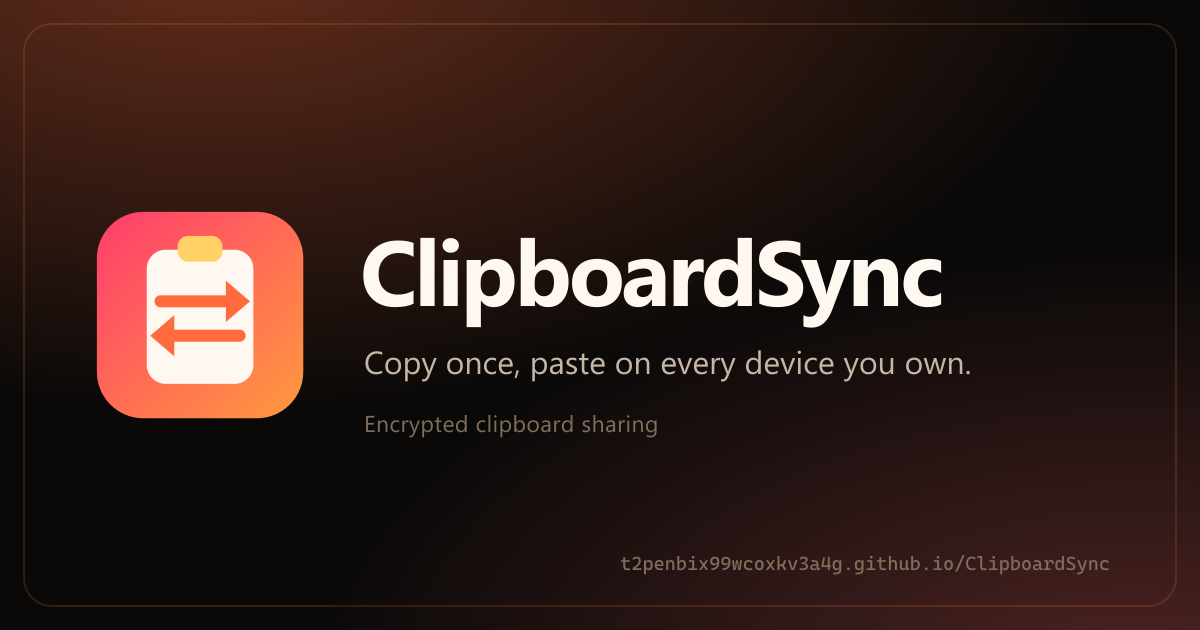 ClipboardSync
Copy once, paste on every device you own.
Encrypted clipboard sharing
t2penbix99wcoxkv3a4g.github.io/ClipboardSync